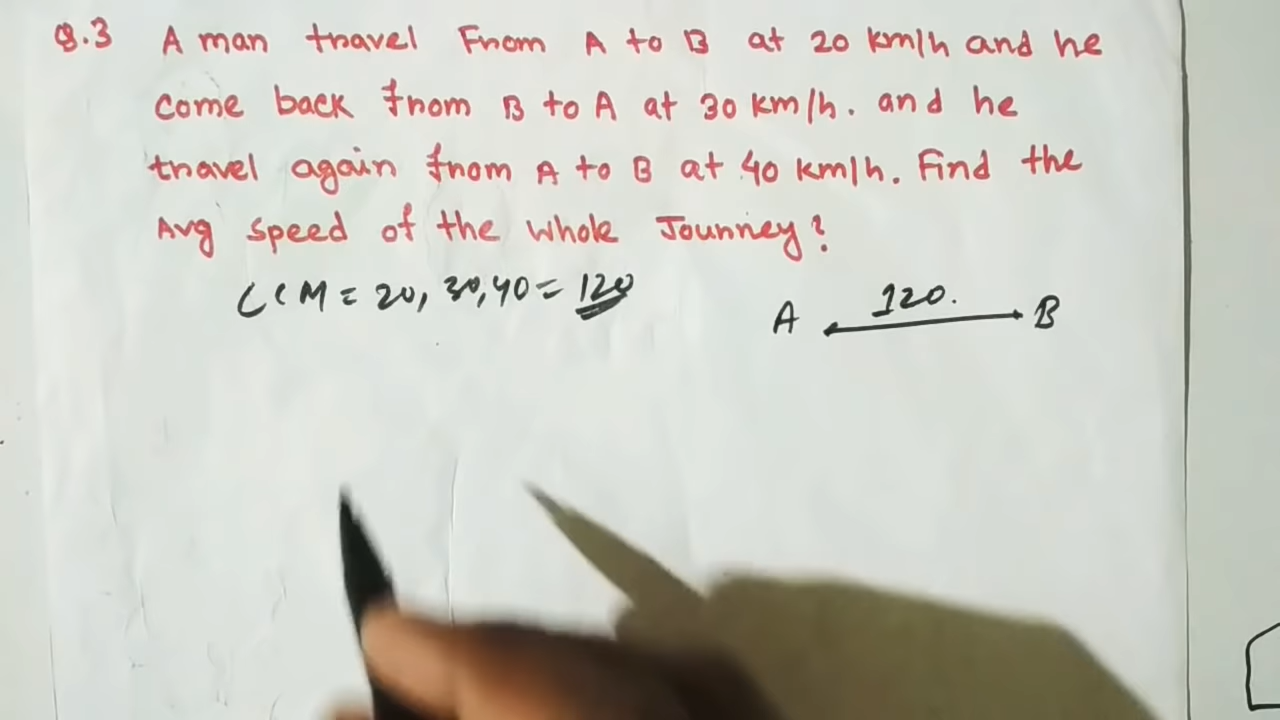 Q.3 A man travel From A to B at 20 km/h and he
come back from B to A at 30 km/h. and he
travel again from A to B at 40 km/h. Find the
Avg speed of the whole Journey?
LCM = 20, 30, 40 = 120
A 120. B